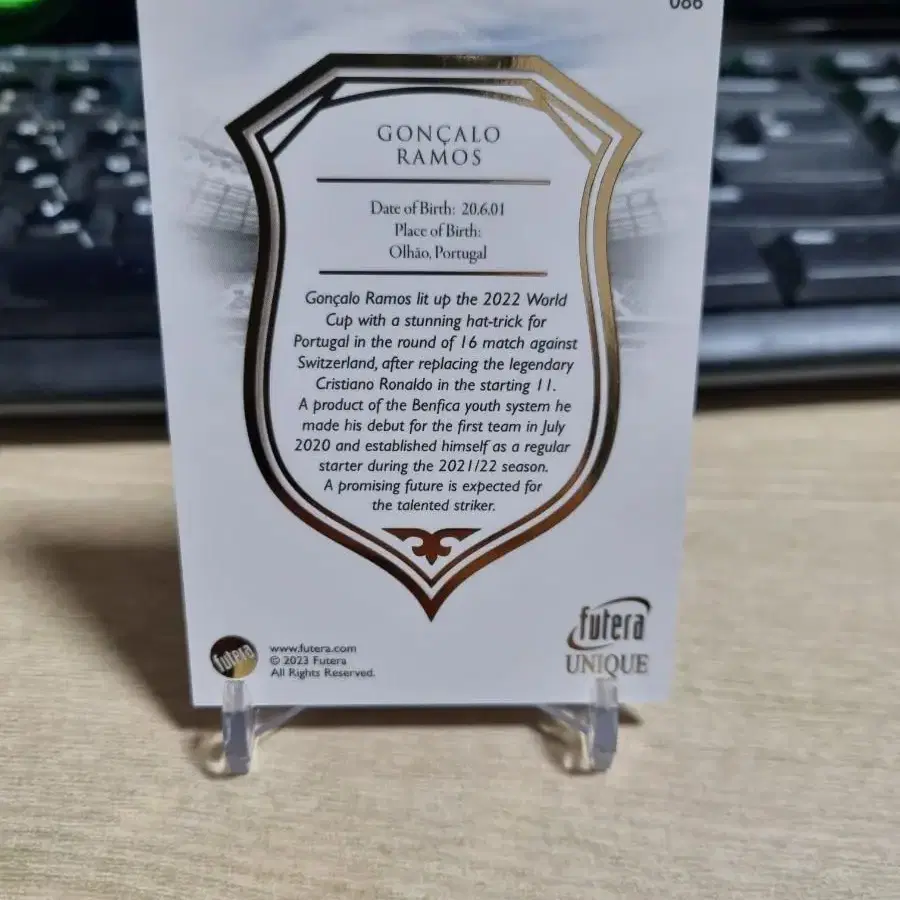 086
GONÇALO
RAMOS
Date of Birth: 20.6.01
Place of Birth:
Olhão, Portugal
Gonçalo Ramos lit up the 2022 World
Cup with a stunning hat-trick for
Portugal in the round of 16 match against
Switzerland, after replacing the legendary
Cristiano Ronaldo in the starting 11.
A product of the Benfica youth system he
made his debut for the first team in July
2020 and established himself as a regular
starter during the 2021/22 season.
A promising future is expected for
the talented striker.
futera
www.futera.com
© 2023 Futera
All Rights Reserved.
futera
UNIQUE